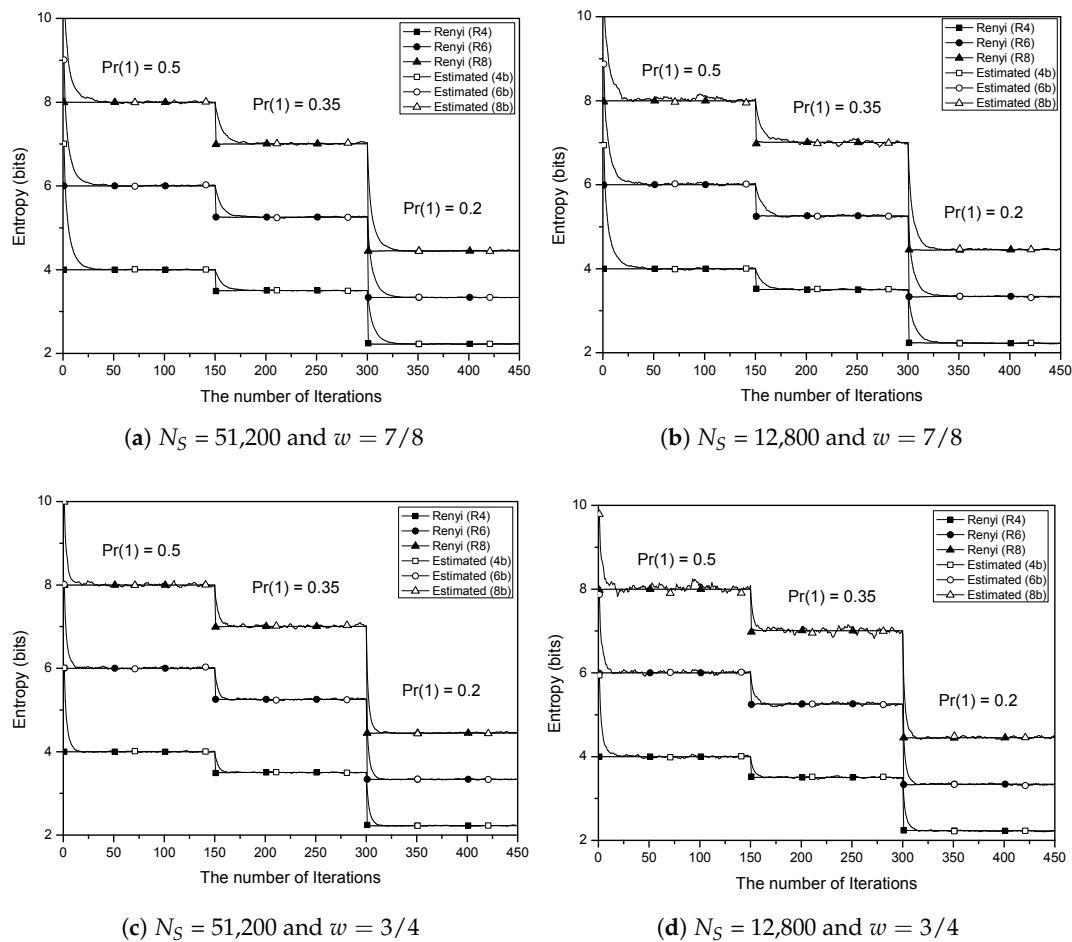 10
8
6
4
2
Entropy (bits)
Pr(1) = 0.5
Pr(1) = 0.35
Pr(1) = 0.2
Renyi (R4)
Renyi (R6)
Renyi (R8)
Estimated (4b)
Estimated (6b)
Estimated (8b)
0 50 100 150 200 250 300 350 400 450
The number of Iterations
(a) N_S = 51,200 and w = 7/8
10
8
6
4
2
Entropy (bits)
Pr(1) = 0.5
Pr(1) = 0.35
Pr(1) = 0.2
Renyi (R4)
Renyi (R6)
Renyi (R8)
Estimated (4b)
Estimated (6b)
Estimated (8b)
0 50 100 150 200 250 300 350 400 450
The number of Iterations
(b) N_S = 12,800 and w = 7/8
10
8
6
4
2
Entropy (bits)
Pr(1) = 0.5
Pr(1) = 0.35
Pr(1) = 0.2
Renyi (R4)
Renyi (R6)
Renyi (R8)
Estimated (4b)
Estimated (6b)
Estimated (8b)
0 50 100 150 200 250 300 350 400 450
The number of Iterations
(c) N_S = 51,200 and w = 3/4
10
8
6
4
2
Entropy (bits)
Pr(1) = 0.5
Pr(1) = 0.35
Pr(1) = 0.2
Renyi (R4)
Renyi (R6)
Renyi (R8)
Estimated (4b)
Estimated (6b)
Estimated (8b)
0 50 100 150 200 250 300 350 400 450
The number of Iterations
(d) N_S = 12,800 and w = 3/4